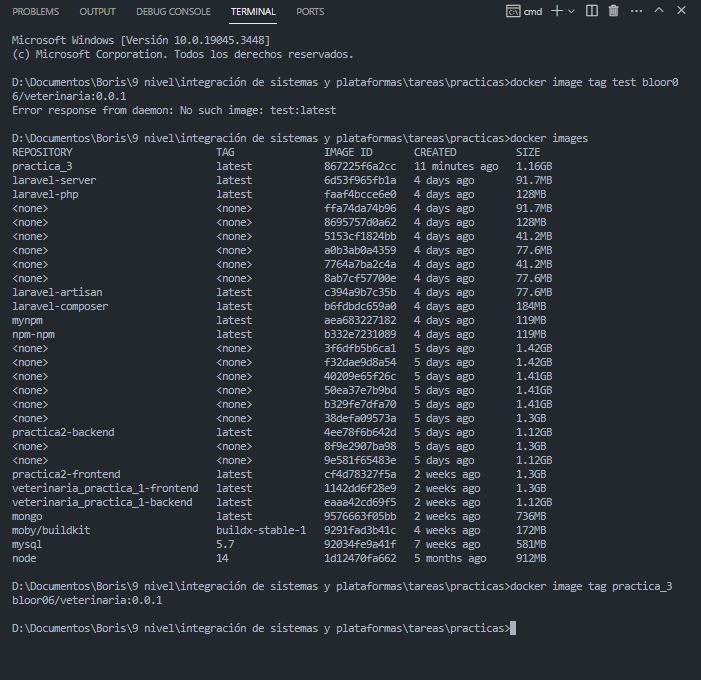 PROBLEMS OUTPUT DEBUG CONSOLE TERMINAL PORTS cmd
Microsoft Windows [Versión 10.0.19045.3448]
(c) Microsoft Corporation. Todos los derechos reservados.
D:\Documentos\Boris\9 nivel\integración de sistemas y plataformas\tareas\practicas>docker image tag test bloor0
6/veterinaria:0.0.1
Error response from daemon: No such image: test:latest
D:\Documentos\Boris\9 nivel\integración de sistemas y plataformas\tareas\practicas>docker images
REPOSITORY TAG IMAGE ID CREATED SIZE
practica_3 latest 867225f6a2cc 11 minutes ago 1.16GB
laravel-server latest 6d53f965fb1a 4 days ago 91.7MB
laravel-php latest faaf4bcce6e0 4 days ago 128MB
<none> <none> ffa74da74b96 4 days ago 91.7MB
<none> <none> 8695757d0a62 4 days ago 128MB
<none> <none> 5153cf1824bb 4 days ago 41.2MB
<none> <none> a0b3ab0a4359 4 days ago 77.6MB
<none> <none> 7764a7ba2c4a 4 days ago 41.2MB
<none> <none> 8ab7cf57700e 4 days ago 77.6MB
laravel-artisan latest c394a9b7c35b 4 days ago 77.6MB
laravel-composer latest b6fdbdc659a0 4 days ago 184MB
mynpm latest aea683227182 4 days ago 119MB
npm-npm latest b332e7231089 4 days ago 119MB
<none> <none> 3f6dfb5b6ca1 5 days ago 1.42GB
<none> <none> f32dae9d8a54 5 days ago 1.42GB
<none> <none> 40209e65f26c 5 days ago 1.41GB
<none> <none> 50ea37e7b9bd 5 days ago 1.41GB
<none> <none> b329fe7dfa70 5 days ago 1.41GB
<none> <none> 38defa09573a 5 days ago 1.3GB
practica2-backend latest 4ee78f6b642d 5 days ago 1.12GB
<none> <none> 8f9e2907ba98 5 days ago 1.3GB
<none> <none> 9e581f65483e 5 days ago 1.12GB
practica2-frontend latest cf4d78327f5a 2 weeks ago 1.3GB
veterinaria_practica_1-frontend latest 1142dd6f28e9 2 weeks ago 1.3GB
veterinaria_practica_1-backend latest eaaa42cd69f5 2 weeks ago 1.12GB
mongo latest 9576663f05bb 2 weeks ago 736MB
moby/buildkit buildx-stable-1 9291fad3b41c 4 weeks ago 172MB
mysql 5.7 92034fe9a41f 7 weeks ago 581MB
node 14 1d12470fa662 5 months ago 912MB
D:\Documentos\Boris\9 nivel\integración de sistemas y plataformas\tareas\practicas>docker image tag practica_3
bloor06/veterinaria:0.0.1
D:\Documentos\Boris\9 nivel\integración de sistemas y plataformas\tareas\practicas>